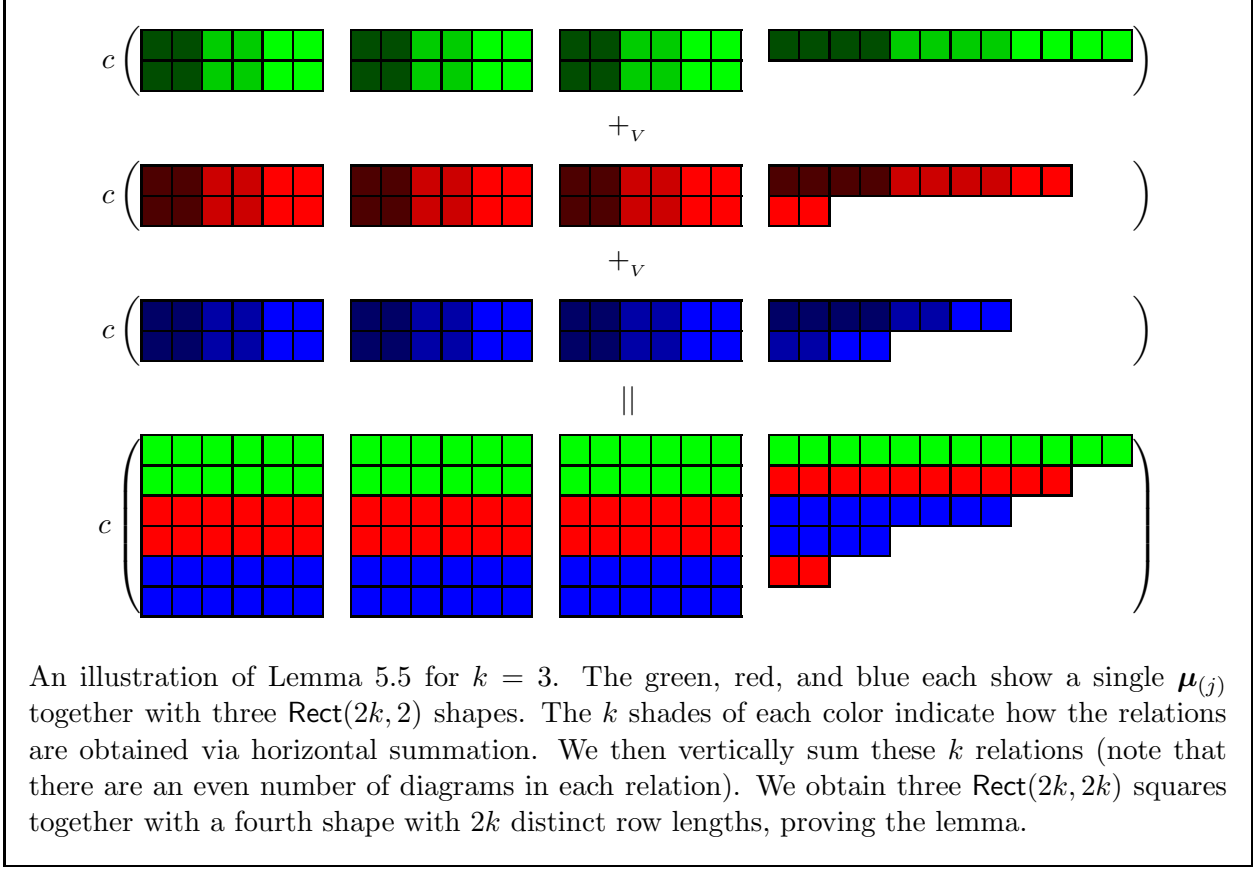 c
+_V
c
+_V
c
||
c
An illustration of Lemma 5.5 for k = 3. The green, red, and blue each show a single μ_(j)
together with three Rect(2k, 2) shapes. The k shades of each color indicate how the relations
are obtained via horizontal summation. We then vertically sum these k relations (note that
there are an even number of diagrams in each relation). We obtain three Rect(2k, 2k) squares
together with a fourth shape with 2k distinct row lengths, proving the lemma.